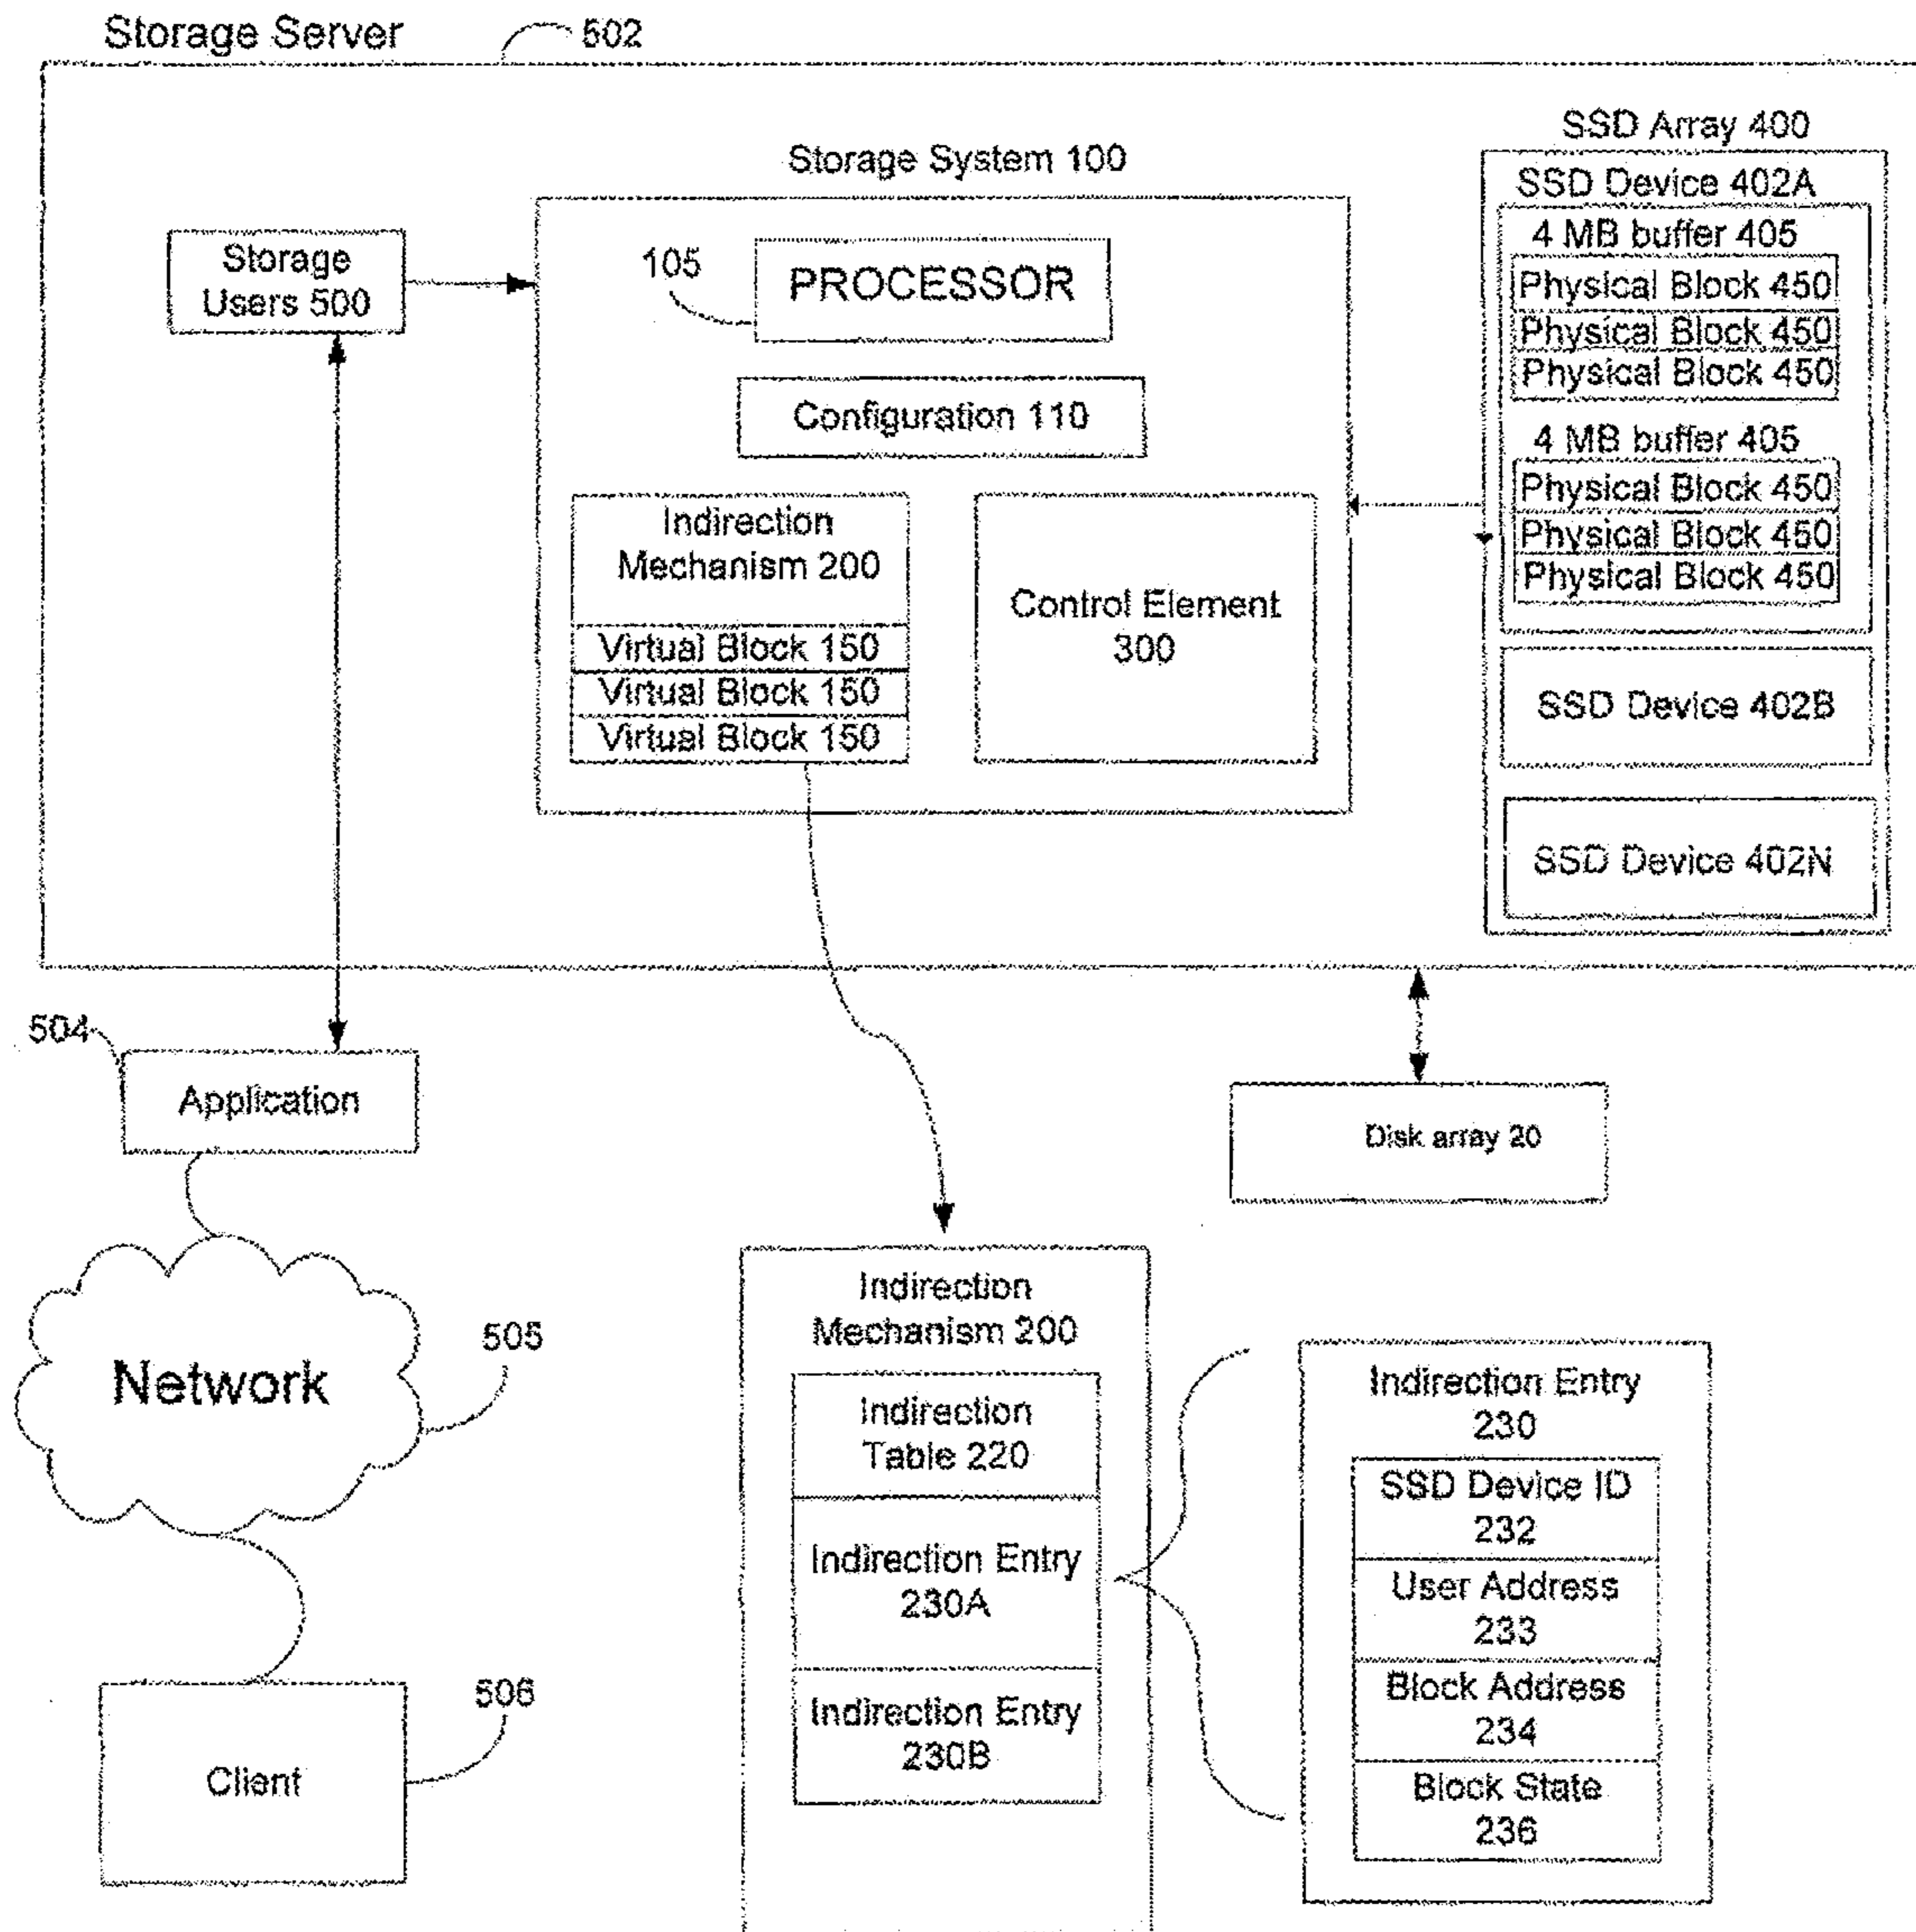 Storage Server
502
SSD Array 400
Storage System 100
SSD Device 402A
4 MB buffer 405
Physical Block 450
Physical Block 450
Physical Block 450
4 MB buffer 405
Physical Block 450
Physical Block 450
Physical Block 450
SSD Device 402B
SSD Device 402N
Storage
Users 500
105
PROCESSOR
Configuration 110
Indirection
Mechanism 200
Virtual Block 150
Virtual Block 150
Virtual Block 150
Control Element
300
504
Application
Disk array 20
Network
505
506
Client
Indirection
Mechanism 200
Indirection
Table 220
Indirection Entry
230A
Indirection Entry
230B
Indirection Entry
230
SSD Device ID
232
User Address
233
Block Address
234
Block State
236